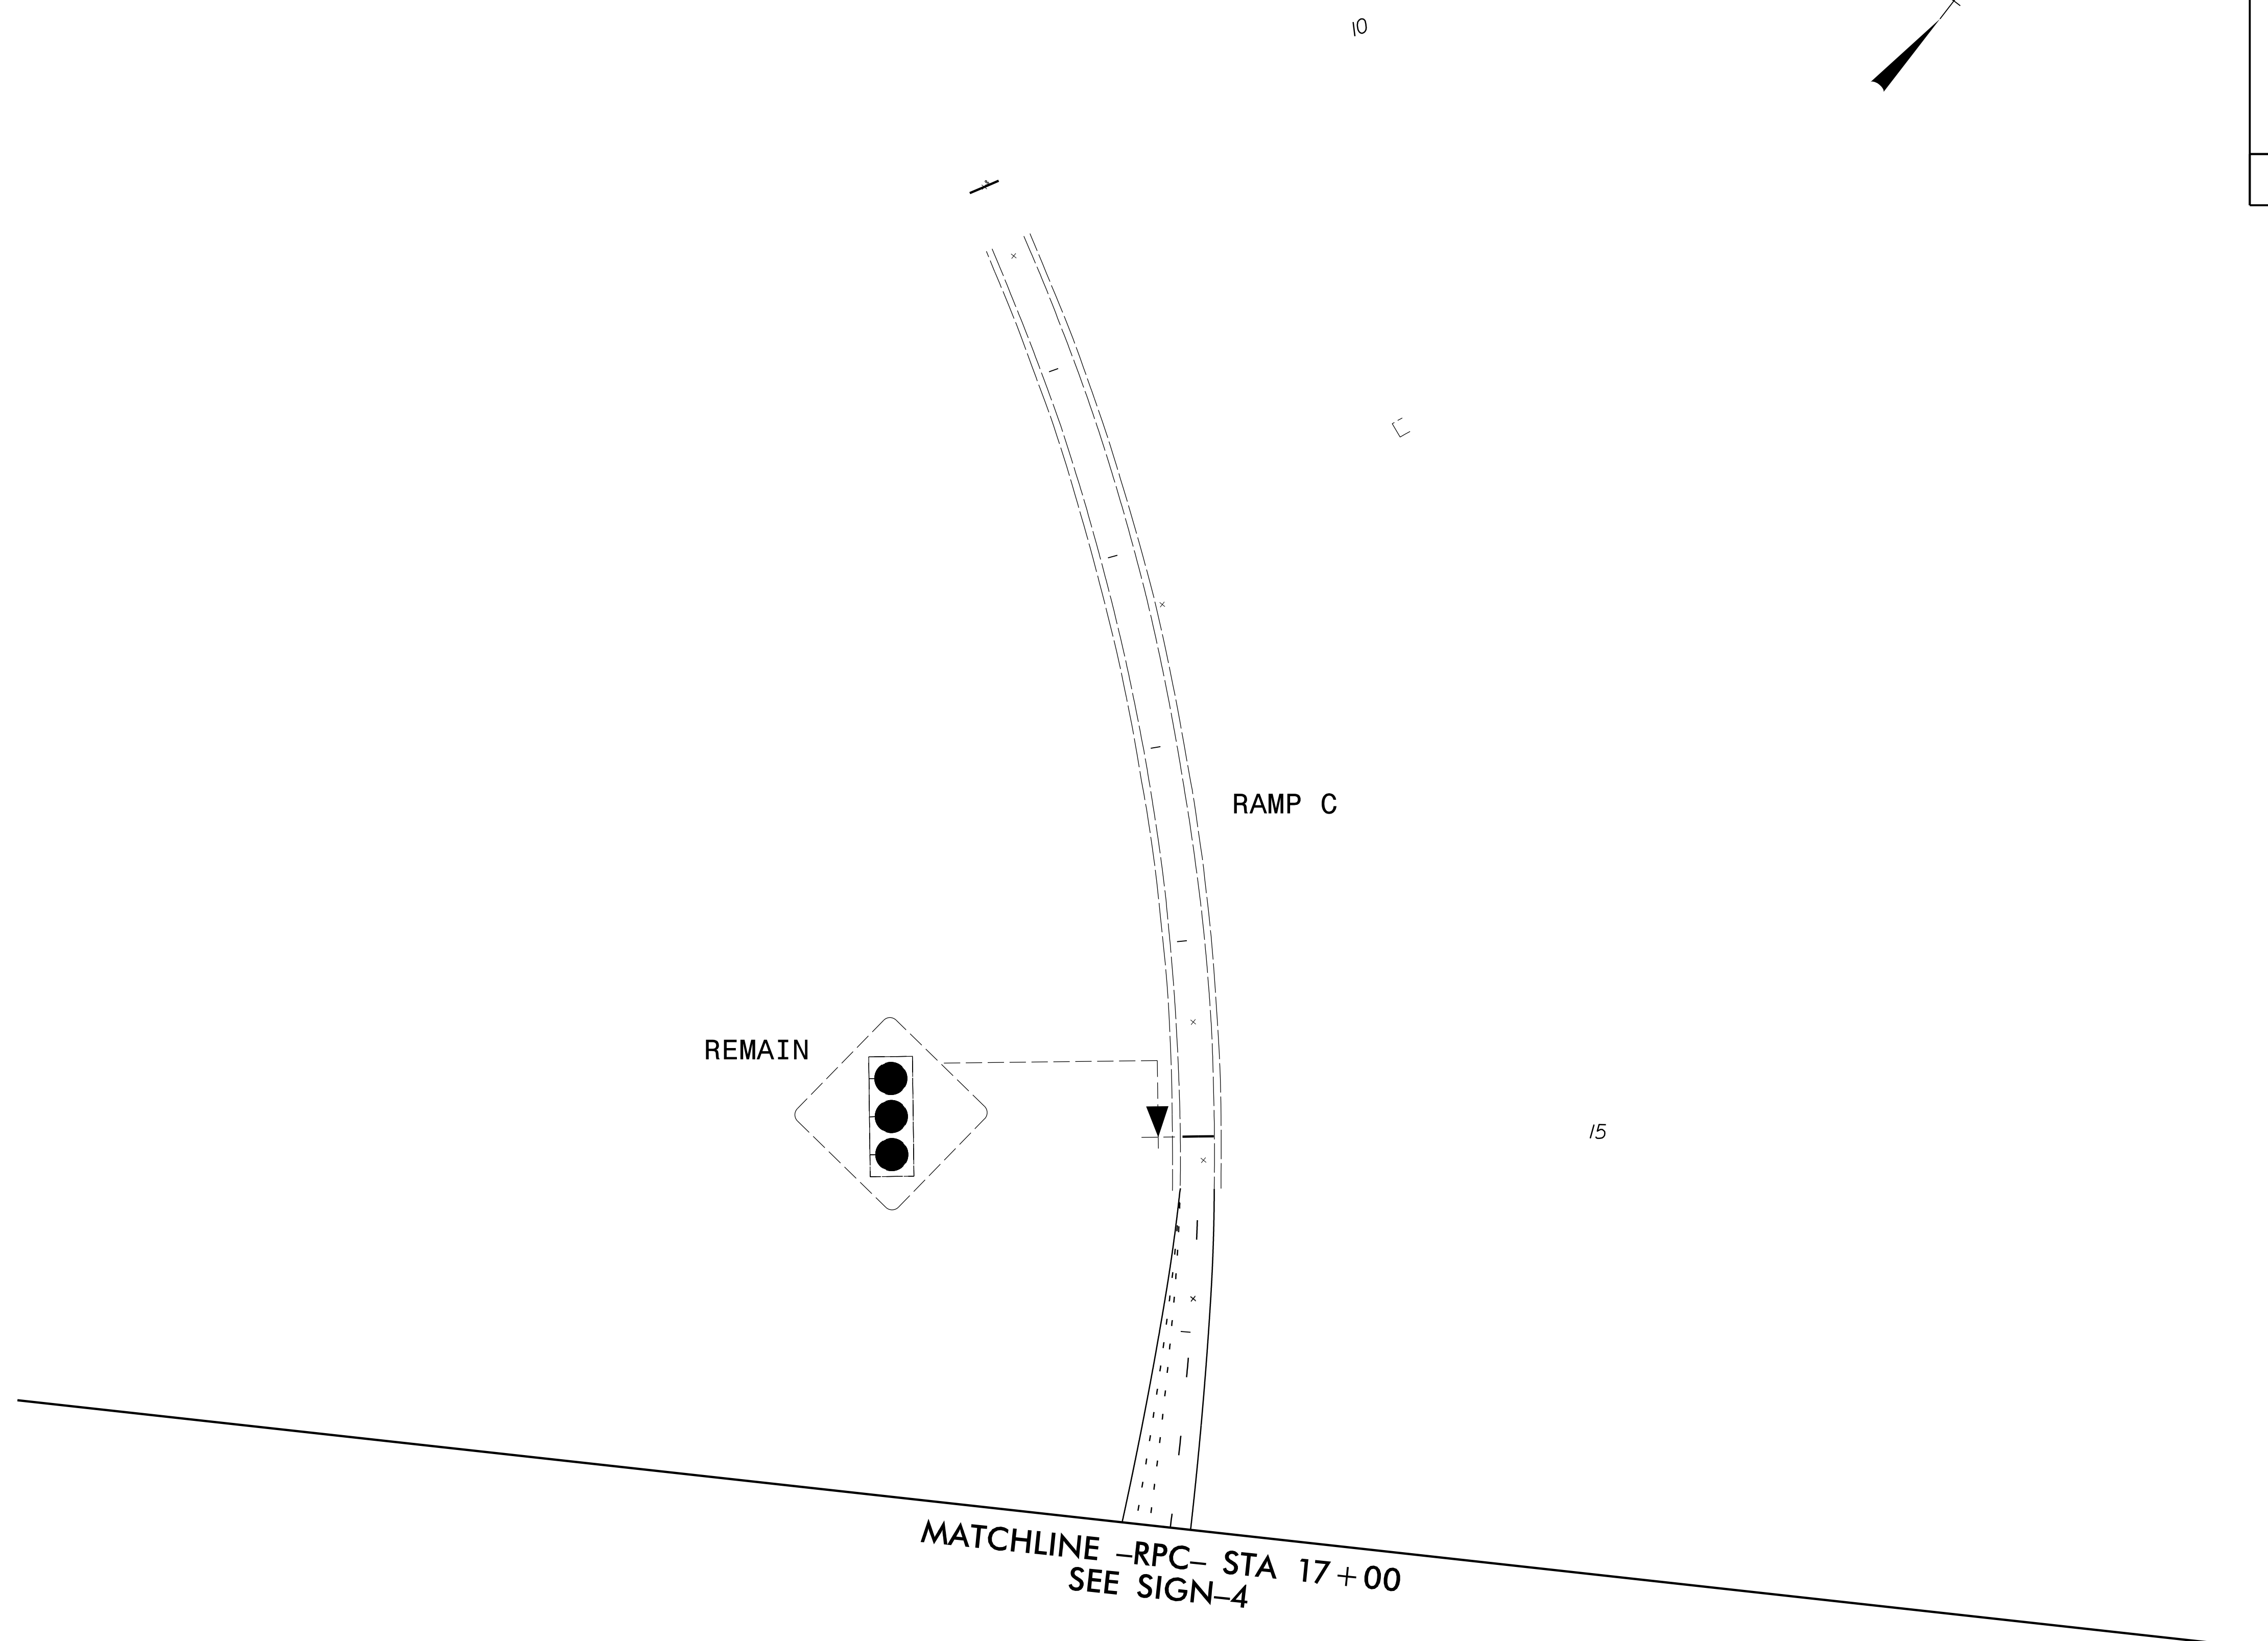 10
RAMP C
REMAIN
15
MATCHLINE –RPC– STA 17+00
SEE SIGN–4